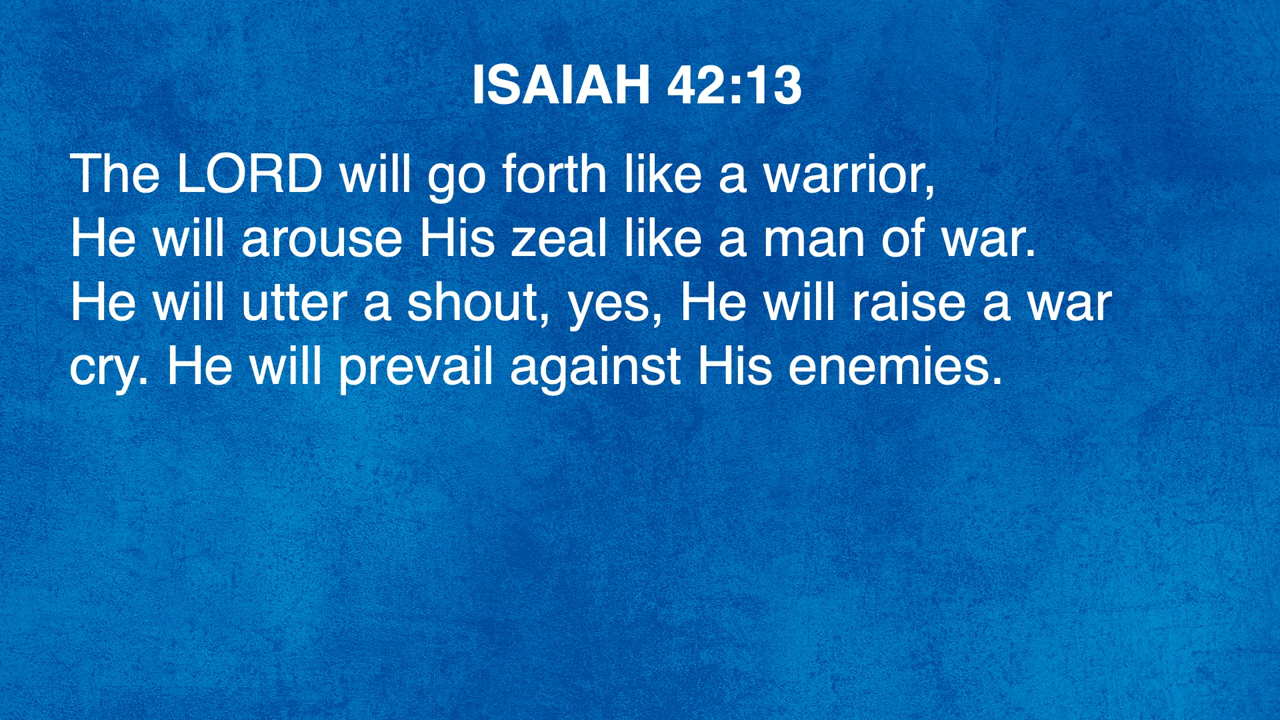 ISAIAH 42:13
The LORD will go forth like a warrior,
He will arouse His zeal like a man of war.
He will utter a shout, yes, He will raise a war
cry. He will prevail against His enemies.